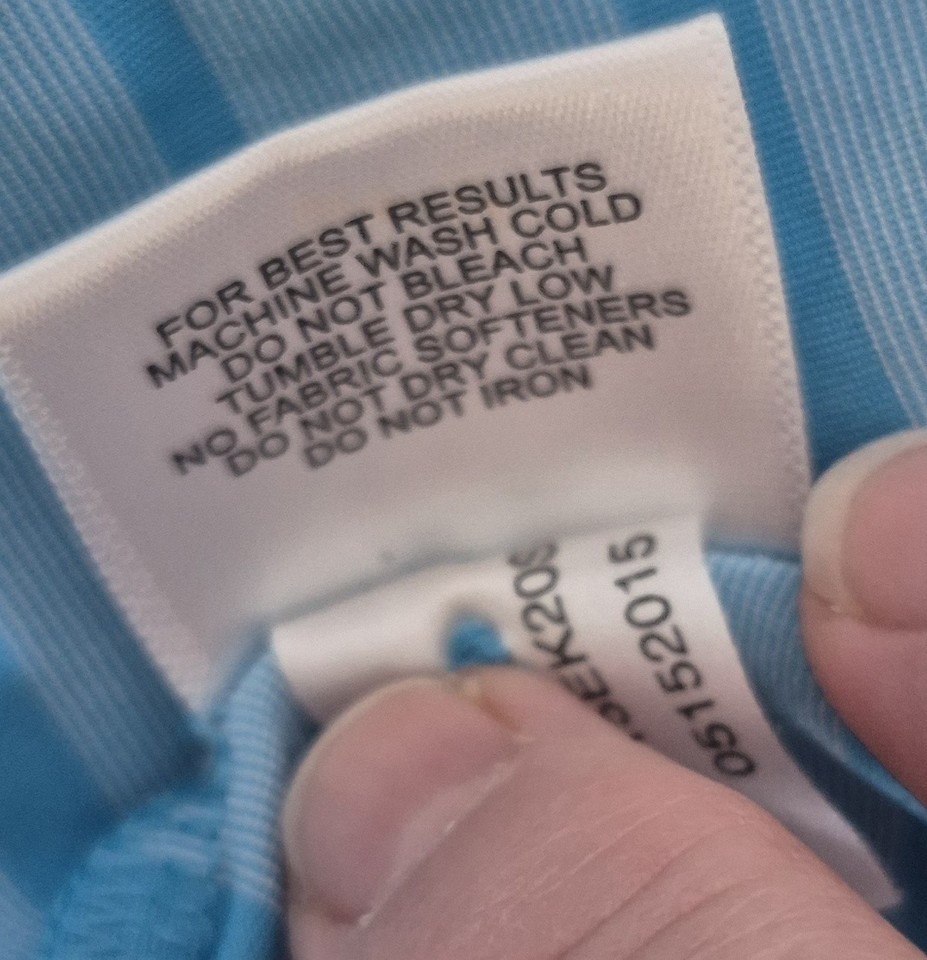 FOR BEST RESULTS
MACHINE WASH COLD
DO NOT BLEACH
TUMBLE DRY LOW
NO FABRIC SOFTENERS
DO NOT DRY CLEAN
DO NOT IRON
05152015